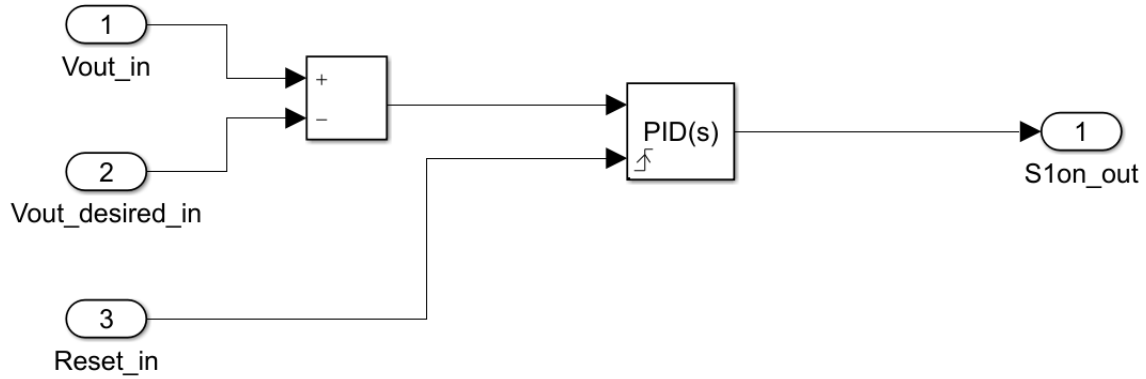 1
Vout_in
+
−
2
Vout_desired_in
PID(s)
1
S1on_out
3
Reset_in